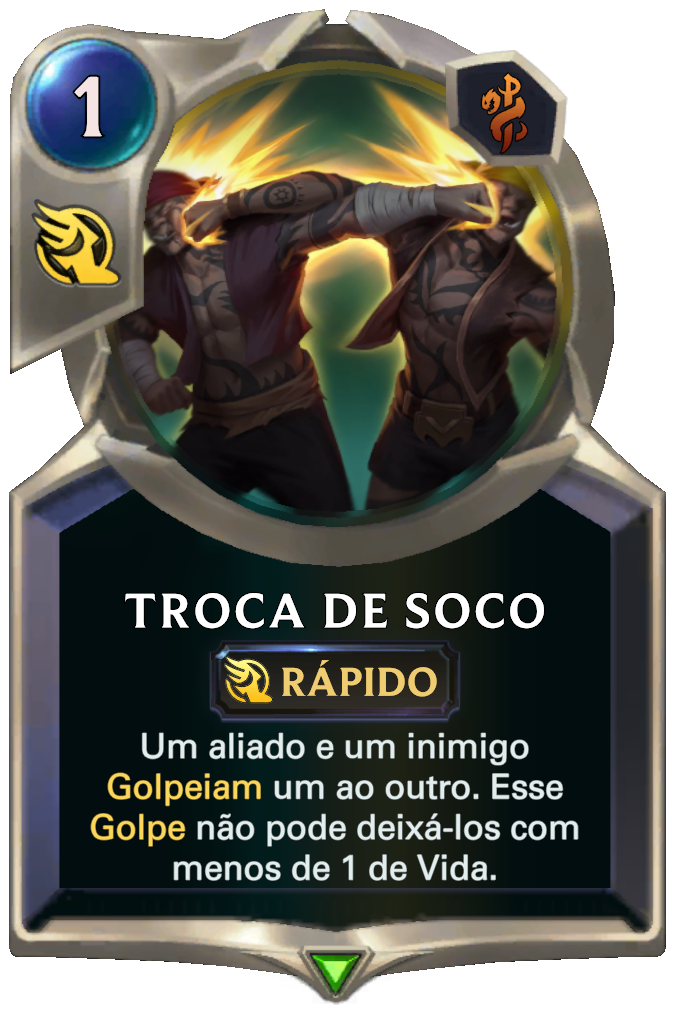 1
TROCA DE SOCO
RÁPIDO
Um aliado e um inimigo
Golpeiam um ao outro. Esse
Golpe não pode deixá-los com
menos de 1 de Vida.